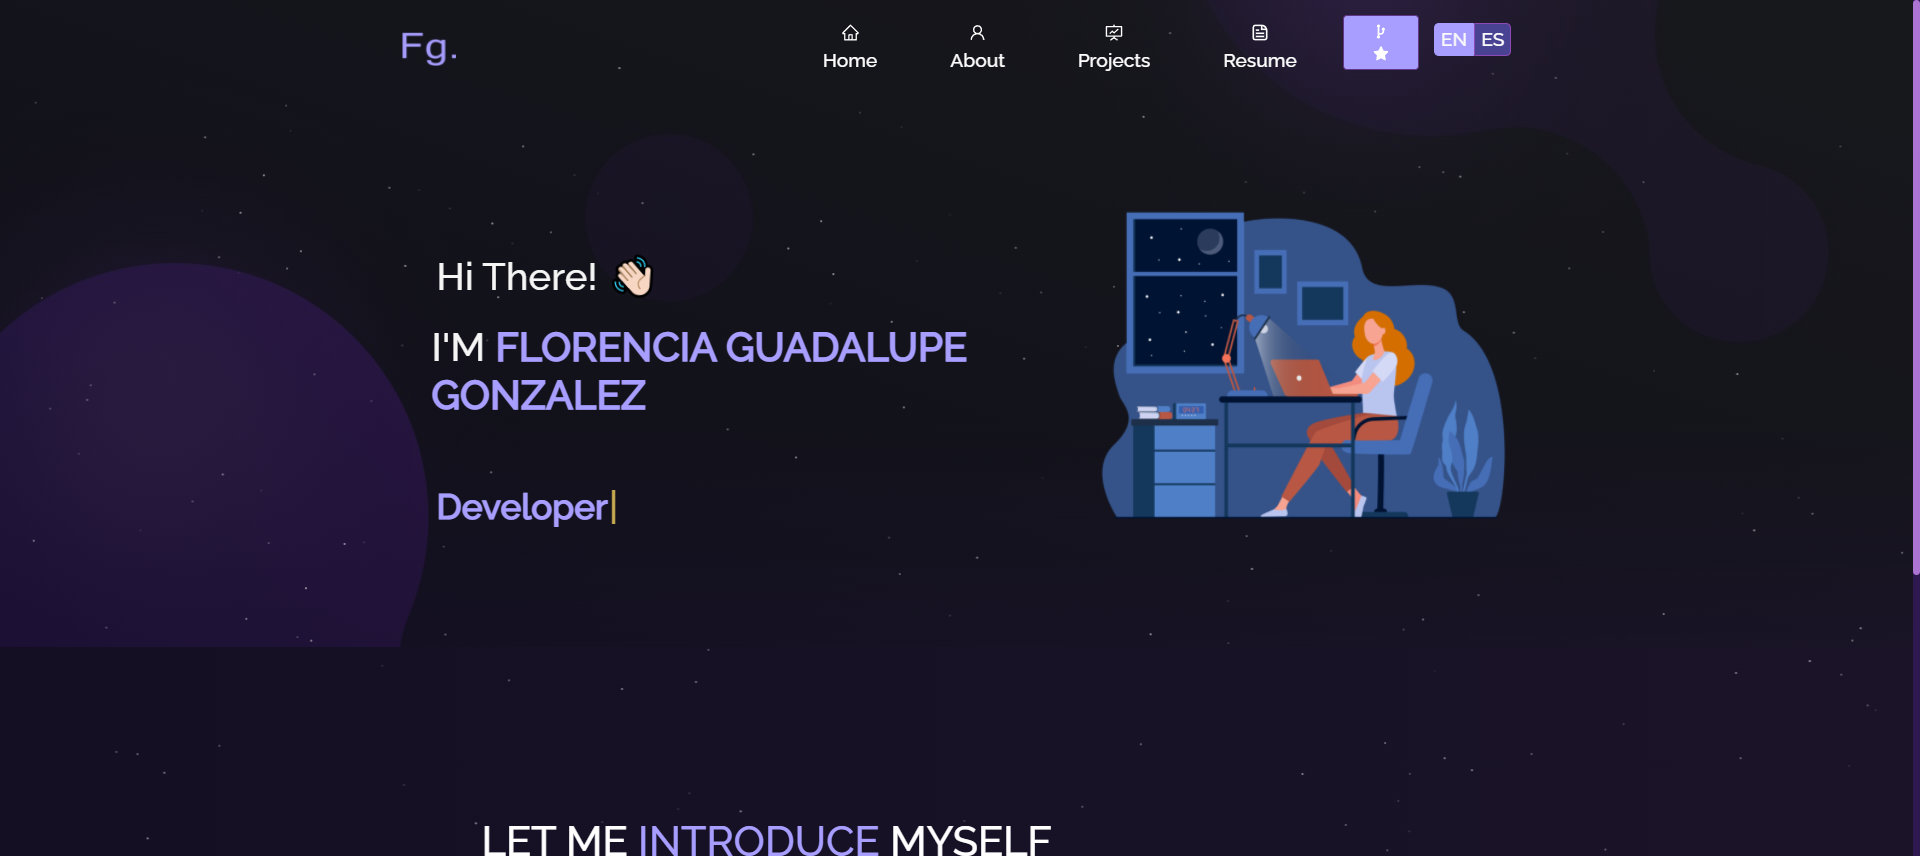 Fg.
Home
About
Projects
Resume
EN ES
Hi There!
I'M FLORENCIA GUADALUPE
GONZALEZ
Developer
LET ME INTRODUCE MYSELF